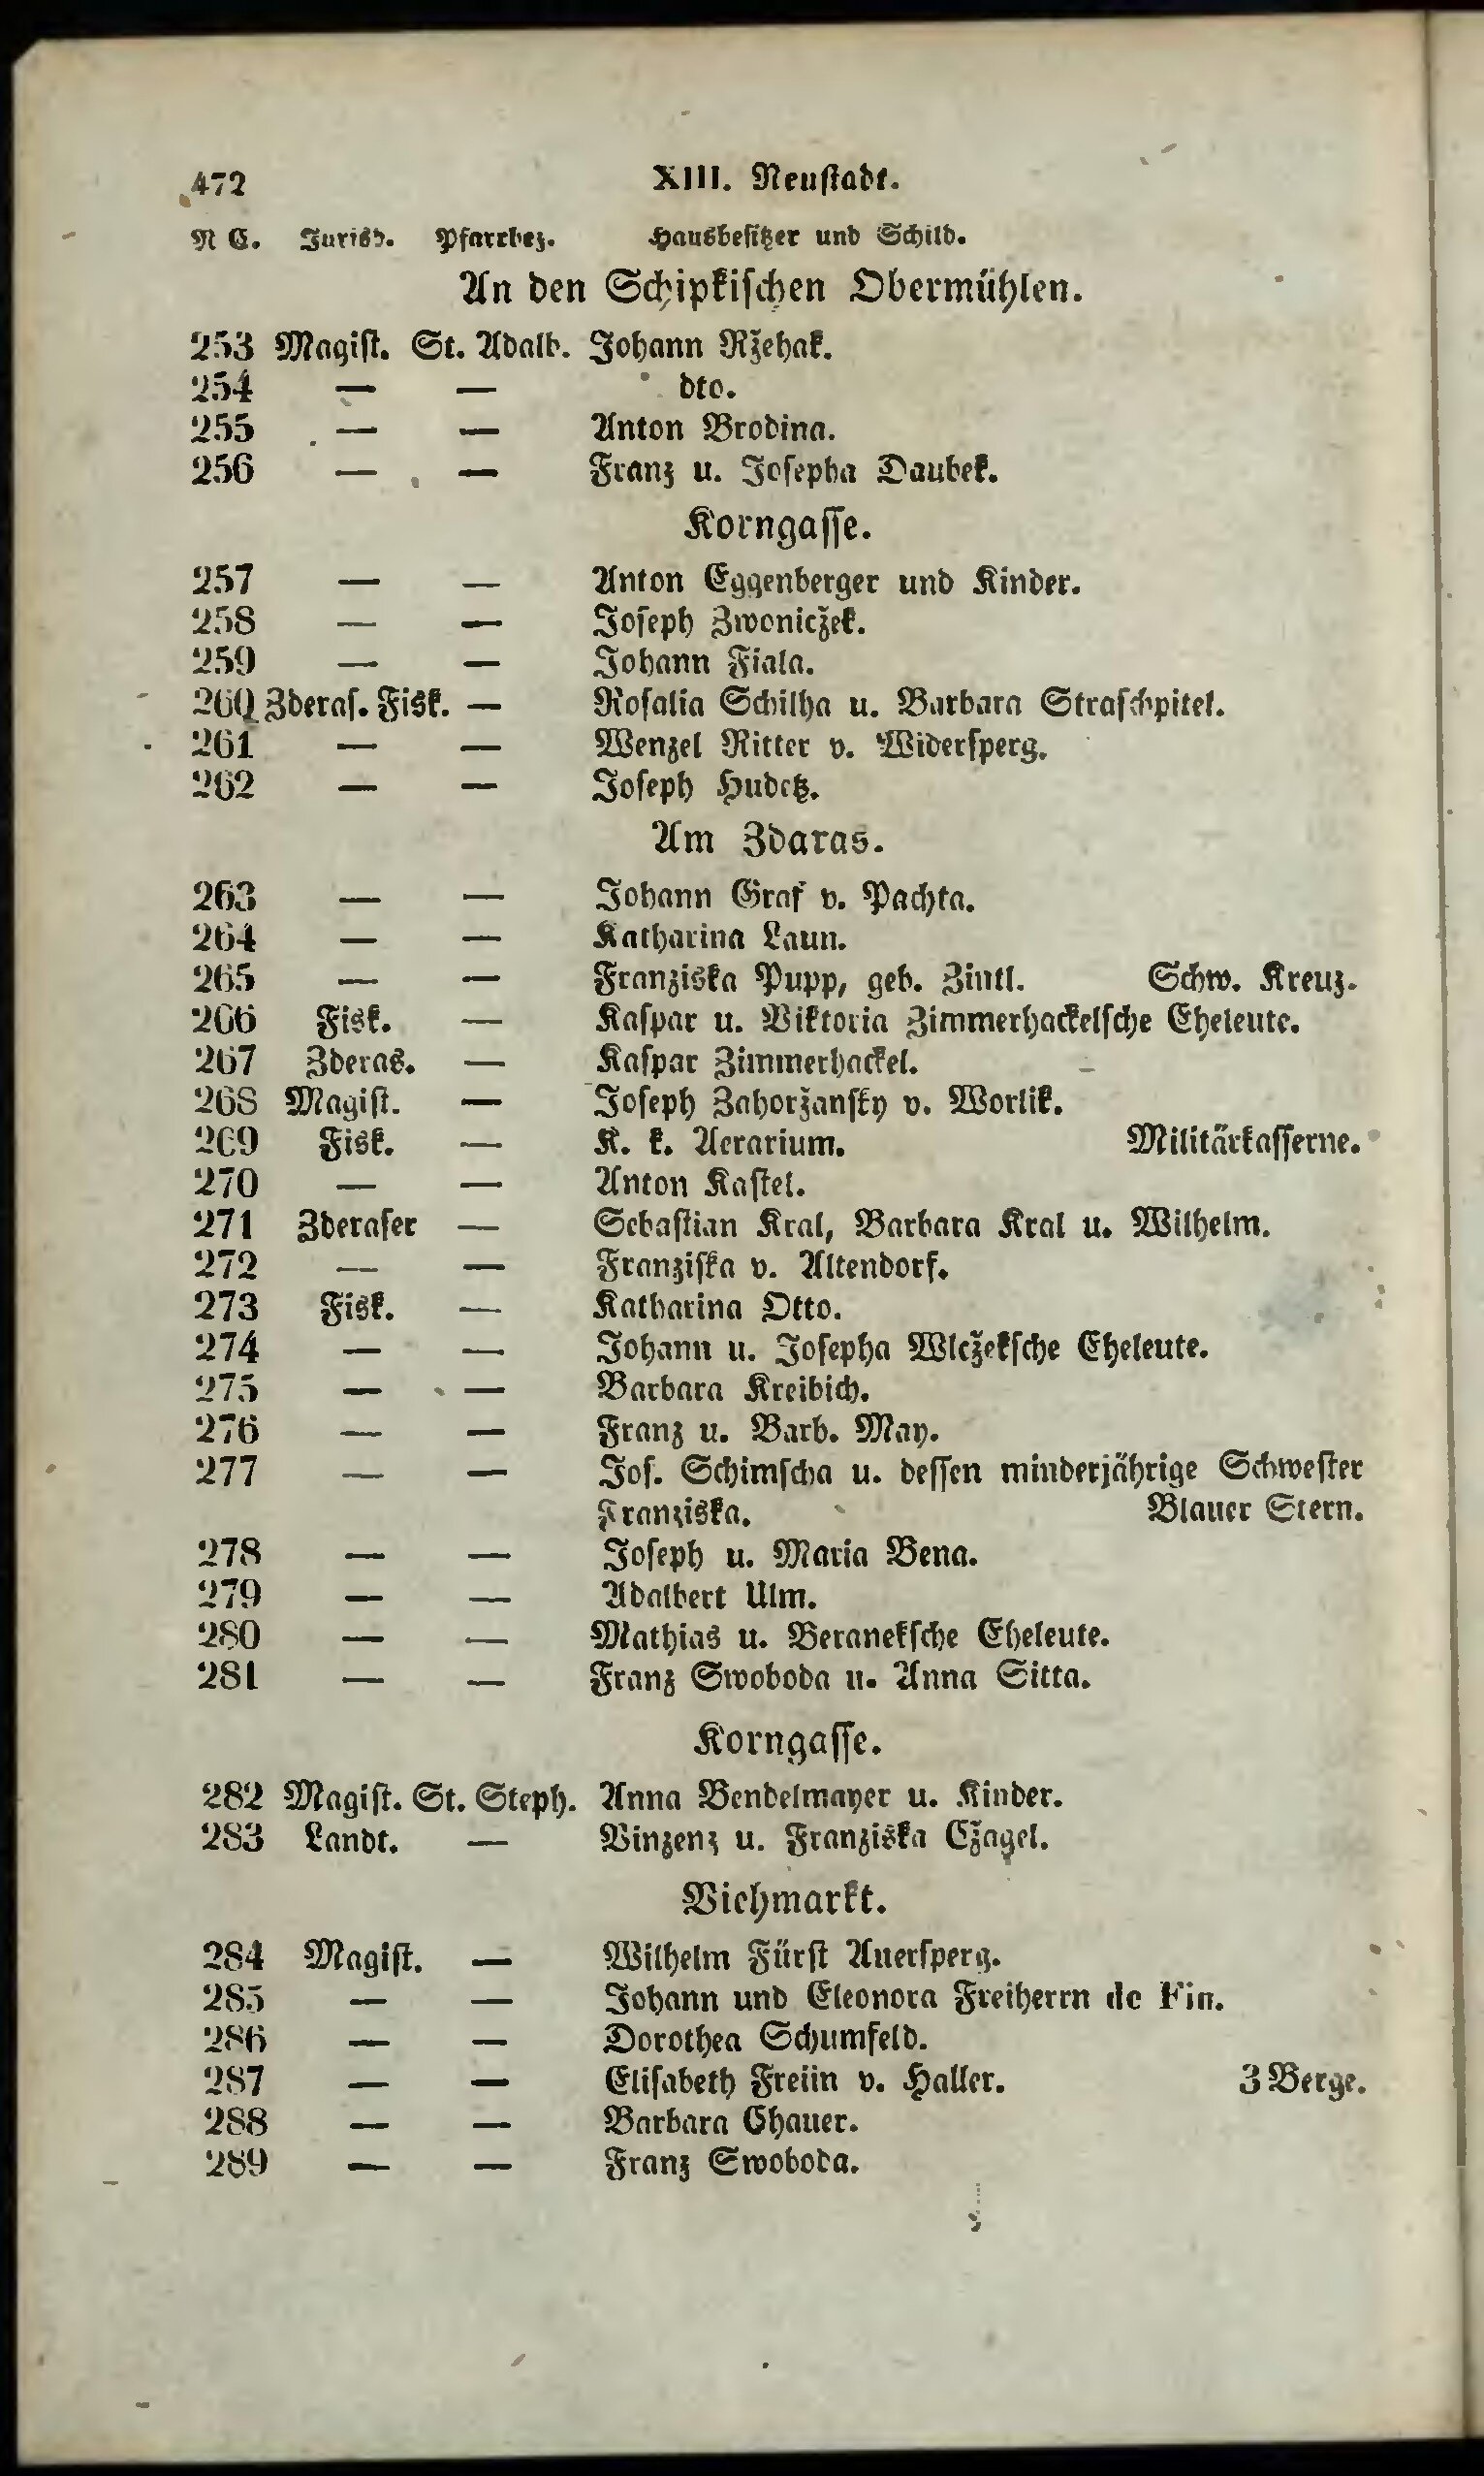 472 XIII. Neustadt.
N C. Jurisd. Pfarrbez. Hausbesitzer und Schild.
An den Schipkischen Obermühlen.
253 Magist. St. Adalb. Johann Ržehak.
254 — — dto.
255 — — Anton Brodina.
256 — — Franz u. Josepha Daubek.
Korngasse.
257 — — Anton Eggenberger und Kinder.
258 — — Joseph Zwoniczek.
259 — — Johann Fiala.
260 Zderas. Fisk. — Rosalia Schilha u. Barbara Straschpitel.
261 — — Wenzel Ritter v. Widersperg.
262 — — Joseph Hudetz.
Am Zdaras.
263 — — Johann Graf v. Pachta.
264 — — Katharina Laun.
265 — — Franziska Pupp, geb. Zintl. Schw. Kreuz.
266 Fisk. — Kaspar u. Viktoria Zimmerhackelsche Eheleute.
267 Zderas. — Kaspar Zimmerhackel.
268 Magist. — Joseph Zahoržansky v. Worlik.
269 Fisk. — K. k. Aerarium. Militärkasserne.
270 — — Anton Kastel.
271 Zderaser — Sebastian Kral, Barbara Kral u. Wilhelm.
272 — — Franziska v. Altendorf.
273 Fisk. — Katharina Otto.
274 — — Johann u. Josepha Wlcžeksche Eheleute.
275 — — Barbara Kreibich.
276 — — Franz u. Barb. May.
277 — — Jos. Schimscha u. dessen minderjährige Schwester
Franziska. Blauer Stern.
278 — — Joseph u. Maria Bena.
279 — — Adalbert Ulm.
280 — — Mathias u. Beraneksche Eheleute.
281 — — Franz Swoboda u. Anna Sitta.
Korngasse.
282 Magist. St. Steph. Anna Bendelmayer u. Kinder.
283 Landt. — Vinzenz u. Franziska Cžagel.
Viehmarkt.
284 Magist. — Wilhelm Fürst Auersperg.
285 — — Johann und Eleonora Freiherrn de Fin.
286 — — Dorothea Schumfeld.
287 — — Elisabeth Freiin v. Haller. 3 Berge.
288 — — Barbara Ghauer.
289 — — Franz Swoboda.